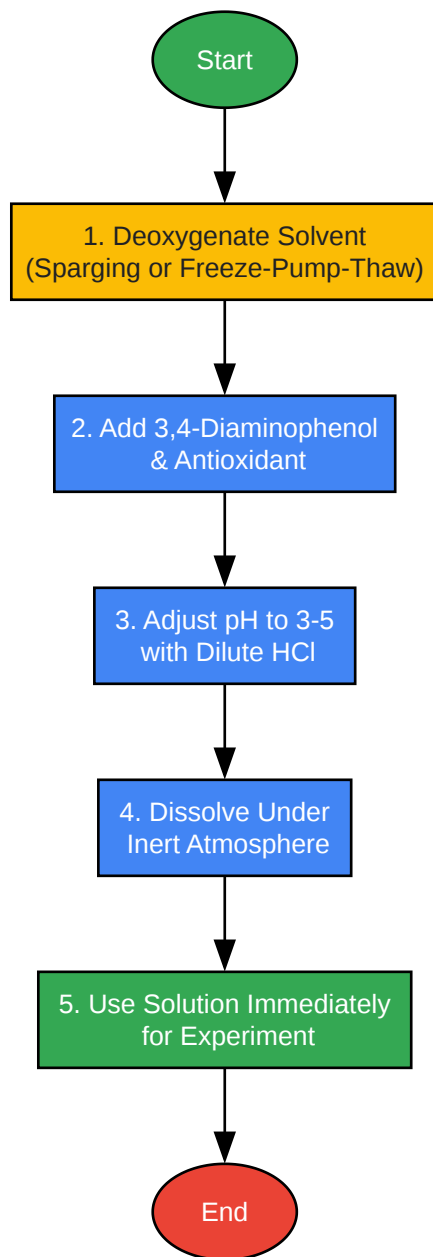 Start
1. Deoxygenate Solvent
(Sparging or Freeze-Pump-Thaw)
2. Add 3,4-Diaminophenol
& Antioxidant
3. Adjust pH to 3-5
with Dilute HCl
4. Dissolve Under
Inert Atmosphere
5. Use Solution Immediately
for Experiment
End